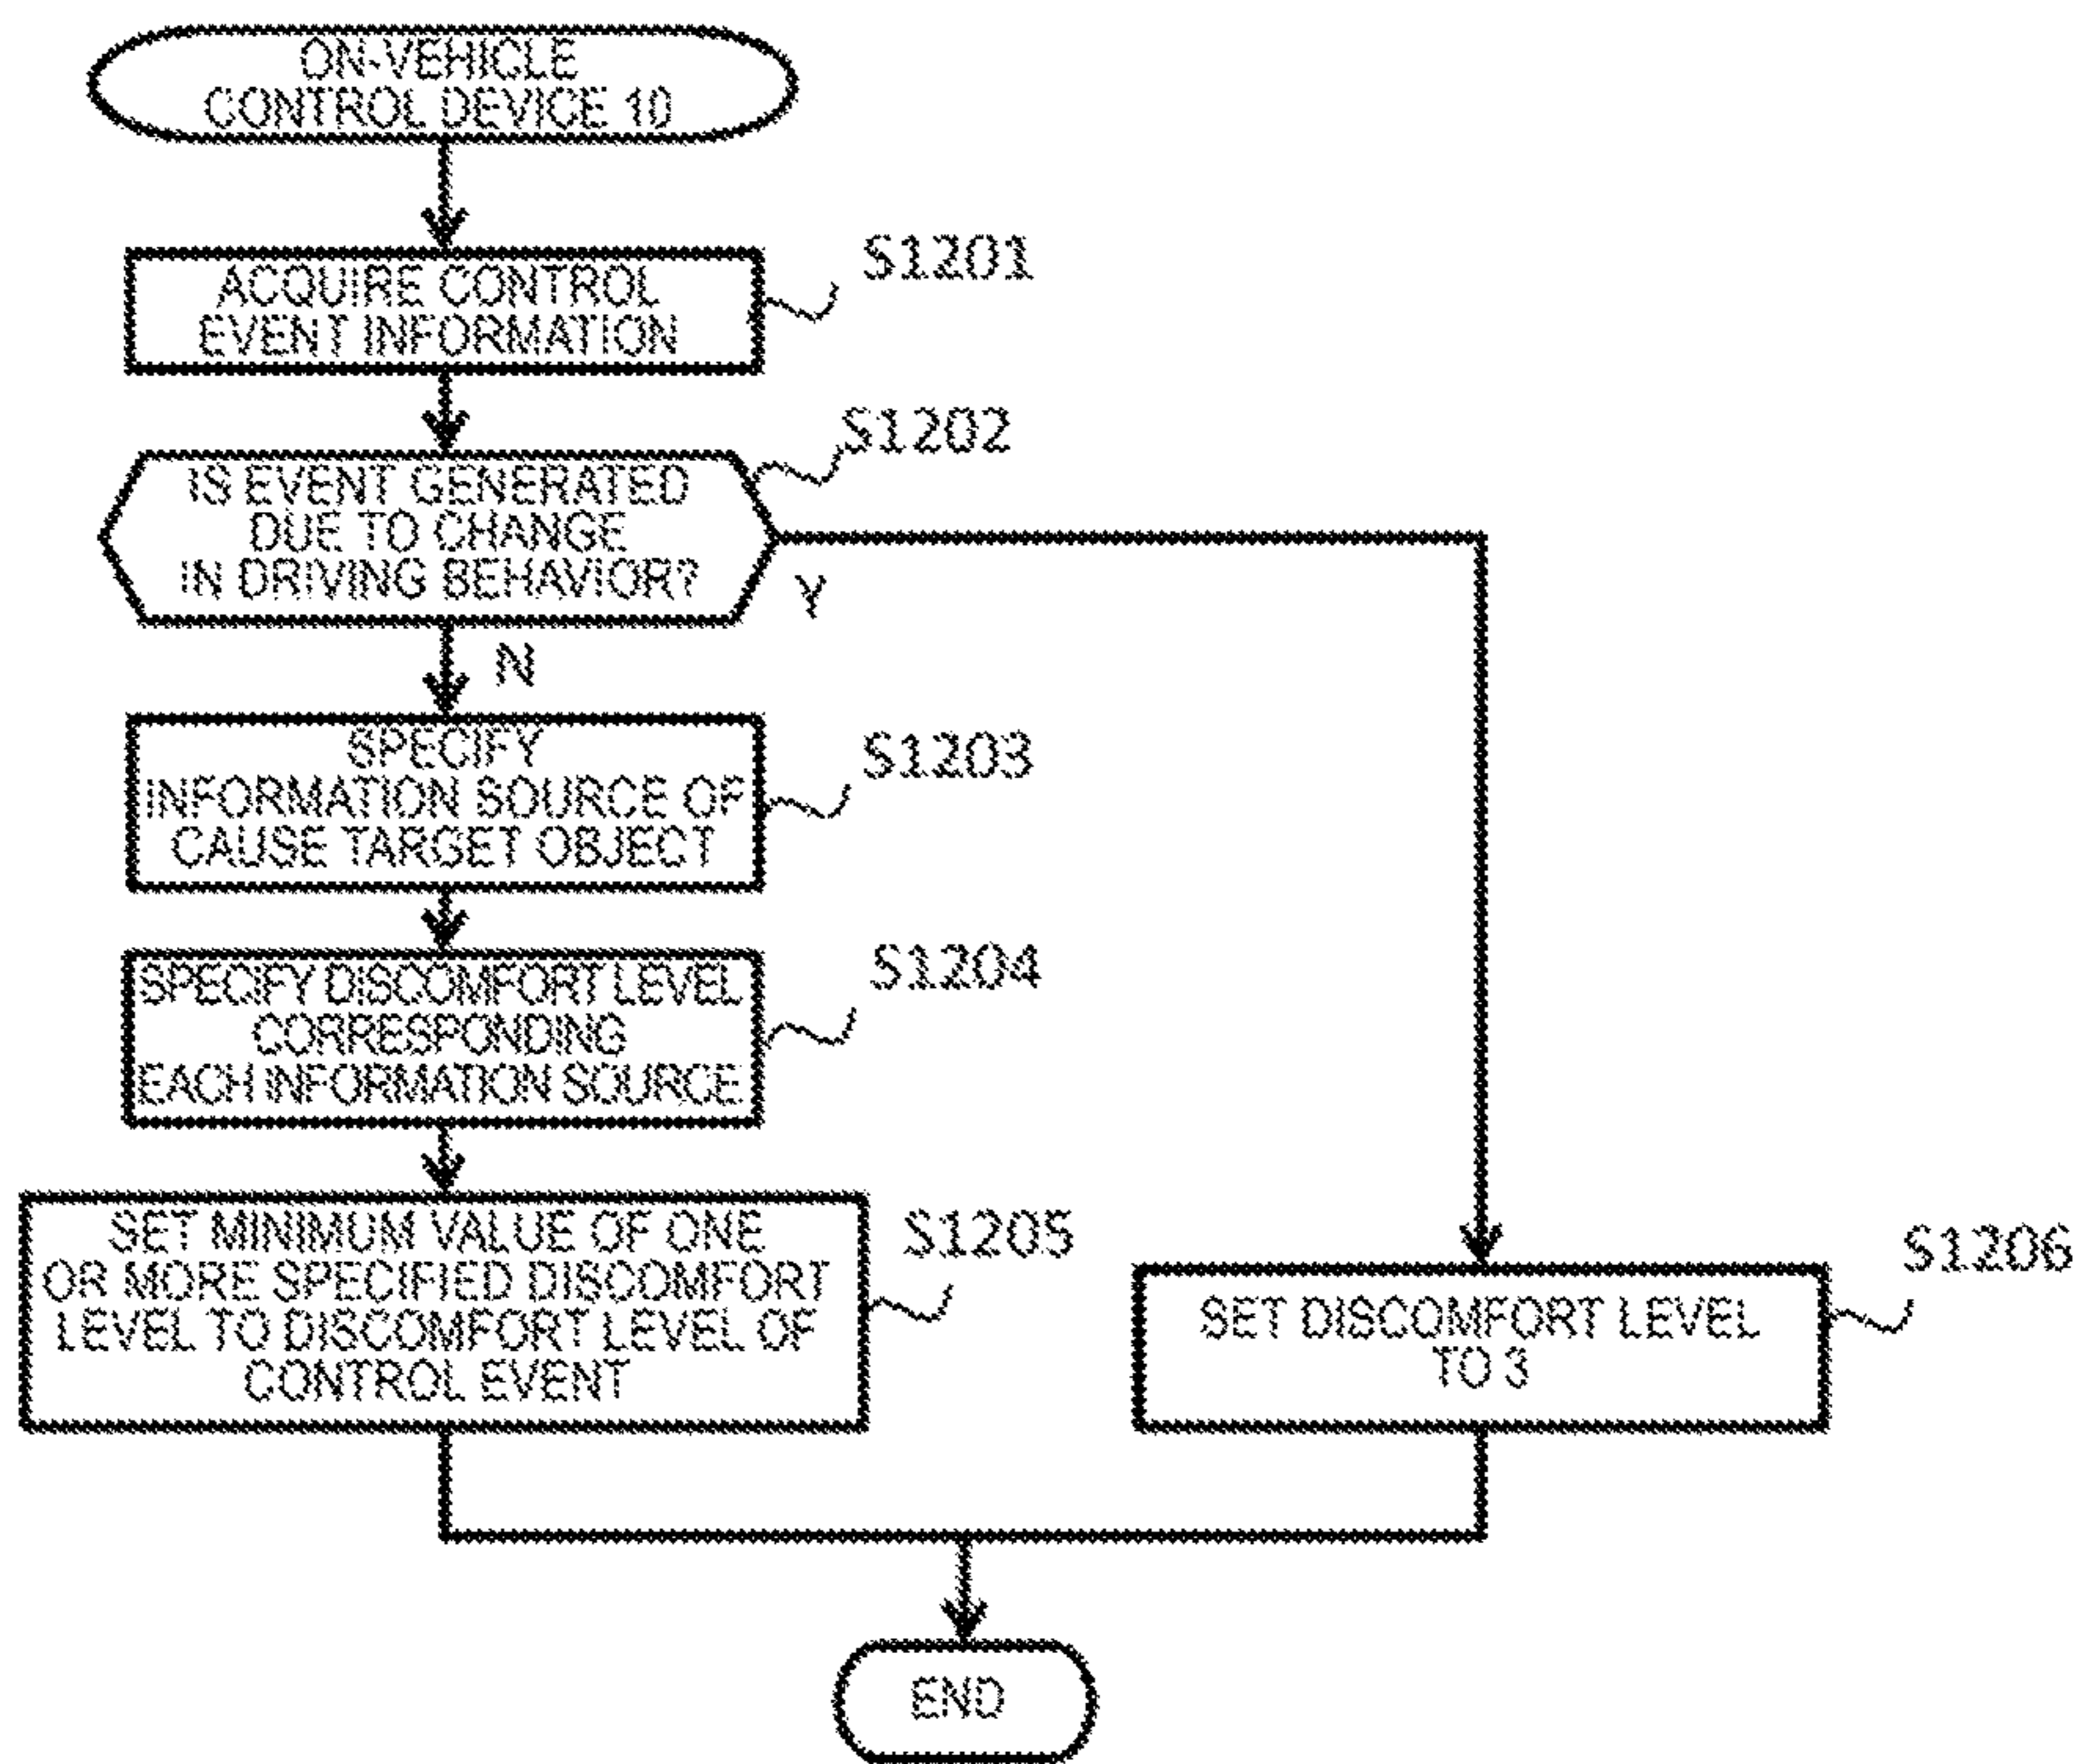 ON-VEHICLE
CONTROL DEVICE 10
ACQUIRE CONTROL
EVENT INFORMATION
S1201
IS EVENT GENERATED
DUE TO CHANGE
IN DRIVING BEHAVIOR?
S1202
Y
N
SPECIFY
INFORMATION SOURCE OF
CAUSE TARGET OBJECT
S1203
SPECIFY DISCOMFORT LEVEL
CORRESPONDING
EACH INFORMATION SOURCE
S1204
SET MINIMUM VALUE OF ONE
OR MORE SPECIFIED DISCOMFORT
LEVEL TO DISCOMFORT LEVEL OF
CONTROL EVENT
S1205
SET DISCOMFORT LEVEL
TO 3
S1206
END